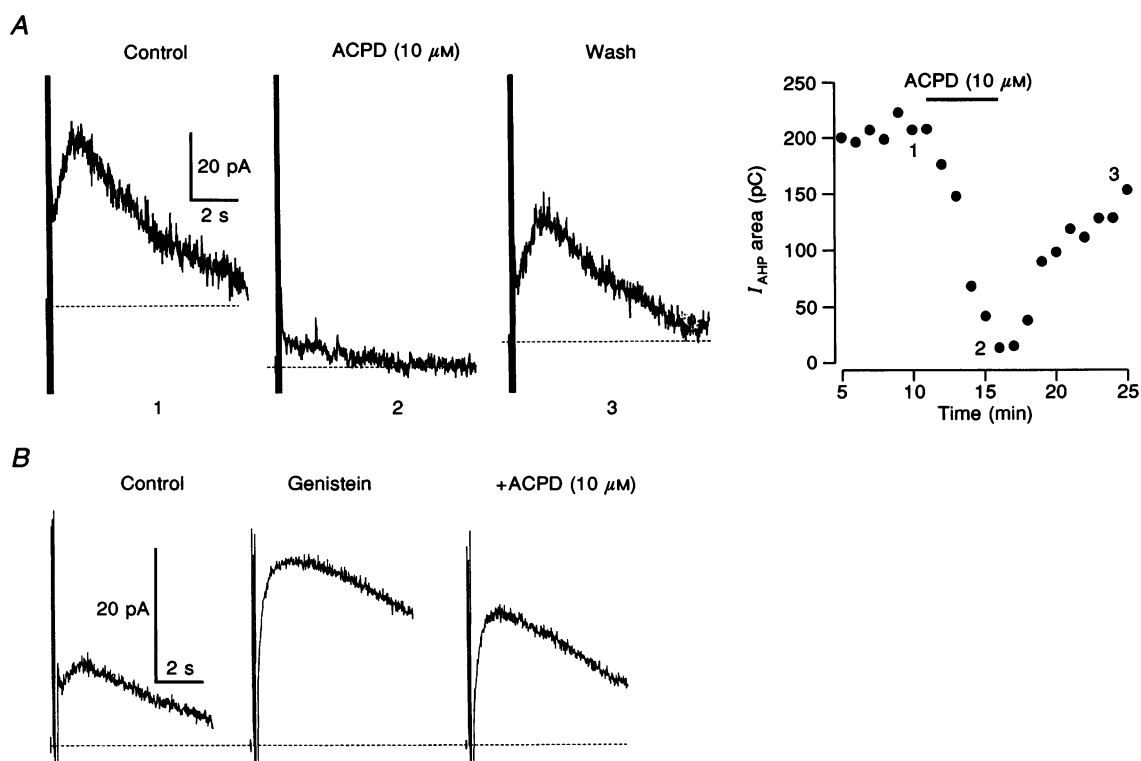 A
Control
ACPD (10 μM)
Wash
20 pA
2 s
1
2
3
ACPD (10 μM)
250
200
150
100
50
0
I AHP area (pC)
1
2
3
5
10
15
20
25
Time (min)
B
Control
Genistein
+ACPD (10 μM)
20 pA
2 s